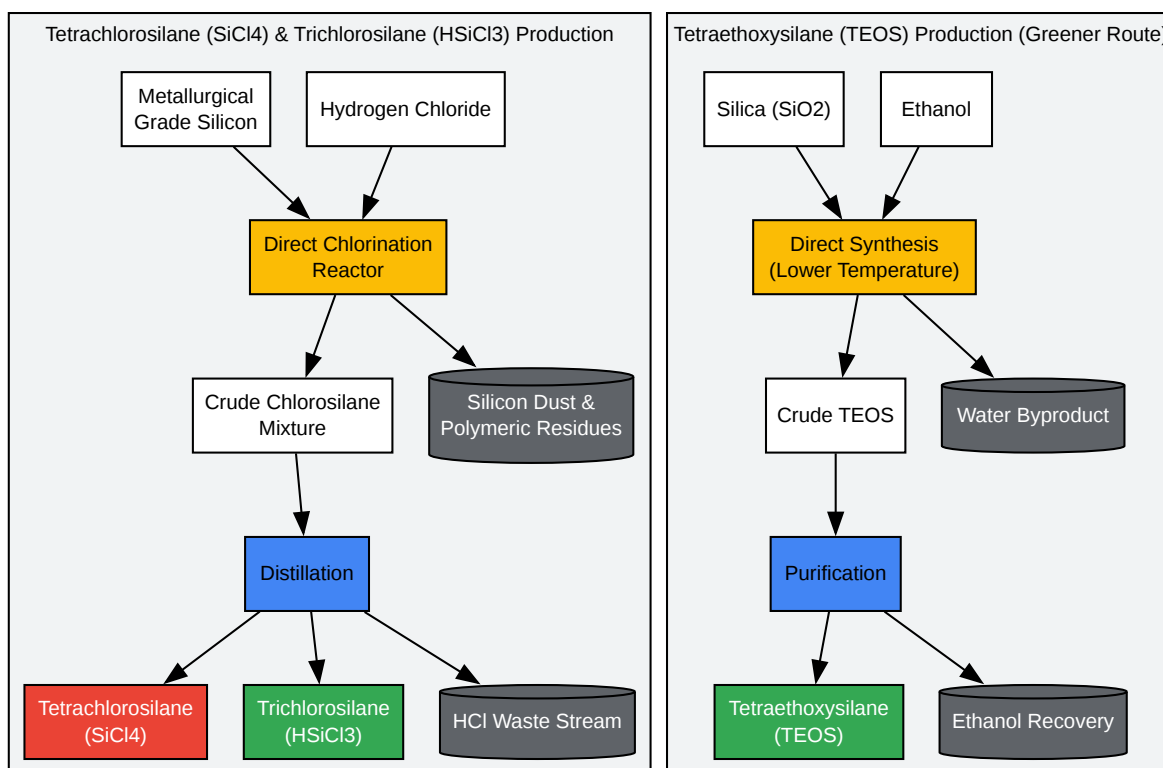 Tetrachlorosilane (SiCl4) & Trichlorosilane (HSiCl3) Production
Metallurgical
Grade Silicon
Hydrogen Chloride
Direct Chlorination
Reactor
Crude Chlorosilane
Mixture
Silicon Dust &
Polymeric Residues
Distillation
Tetrachlorosilane
(SiCl4)
Trichlorosilane
(HSiCl3)
HCl Waste Stream
Tetraethoxysilane (TEOS) Production (Greener Route)
Silica (SiO2)
Ethanol
Direct Synthesis
(Lower Temperature)
Crude TEOS
Water Byproduct
Purification
Tetraethoxysilane
(TEOS)
Ethanol Recovery